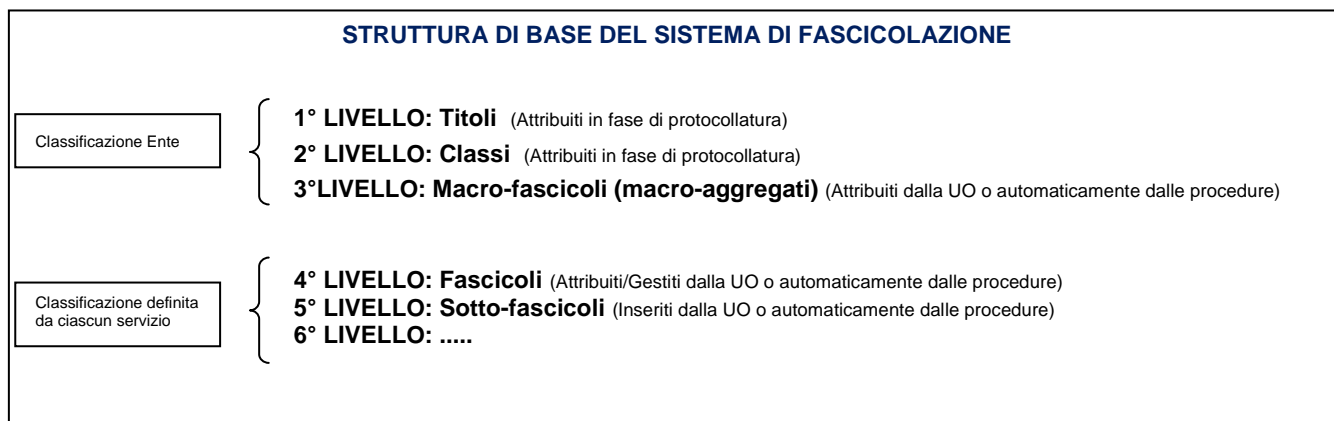 STRUTTURA DI BASE DEL SISTEMA DI FASCICOLAZIONE
Classificazione Ente
1° LIVELLO: Titoli (Attribuiti in fase di protocollatura)
2° LIVELLO: Classi (Attribuiti in fase di protocollatura)
3°LIVELLO: Macro-fascicoli (macro-aggregati) (Attribuiti dalla UO o automaticamente dalle procedure)
Classificazione definita
da ciascun servizio
4° LIVELLO: Fascicoli (Attribuiti/Gestiti dalla UO o automaticamente dalle procedure)
5° LIVELLO: Sotto-fascicoli (Inseriti dalla UO o automaticamente dalle procedure)
6° LIVELLO: .....